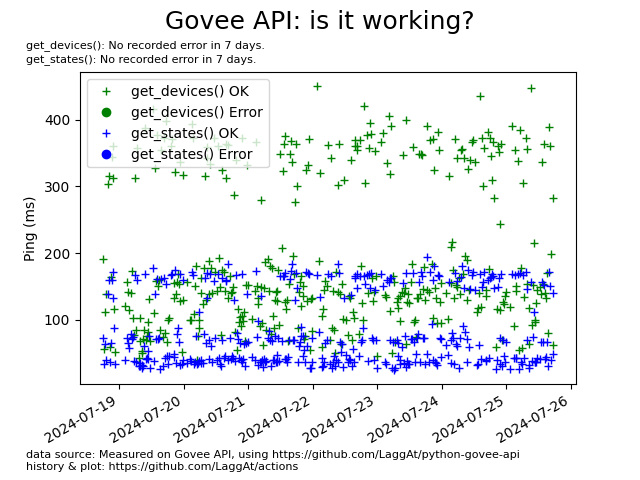 Govee API: is it working?
get_devices(): No recorded error in 7 days.
get_states(): No recorded error in 7 days.
get_devices() OK
get_devices() Error
get_states() OK
get_states() Error
Ping (ms)
400
300
200
100
2024-07-19
2024-07-20
2024-07-21
2024-07-22
2024-07-23
2024-07-24
2024-07-25
2024-07-26
data source: Measured on Govee API, using https://github.com/LaggAt/python-govee-api
history & plot: https://github.com/LaggAt/actions